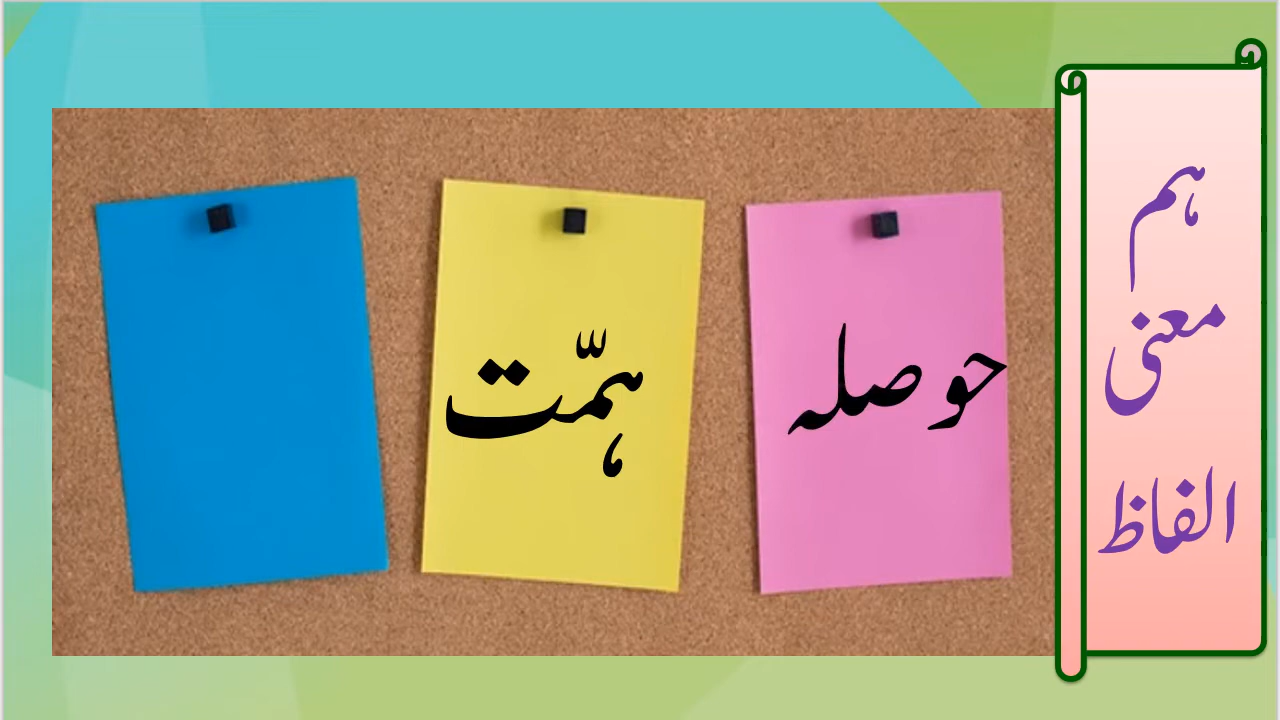 ہم
معنی
الفاظ
حوصلہ
ہمّت